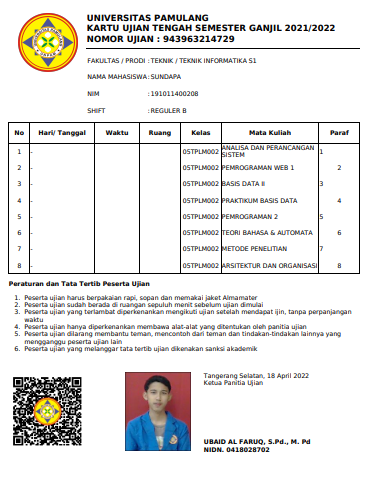 UNIVERSITAS PAMULANG
KARTU UJIAN TENGAH SEMESTER GANJIL 2021/2022
NOMOR UJIAN : 943963214729
FAKULTAS / PRODI : TEKNIK / TEKNIK INFORMATIKA S1
NAMA MAHASISWA : SUNDAPA
NIM : 191011400208
SHIFT : REGULER B
No Hari/ Tanggal Waktu Ruang Kelas Mata Kuliah Paraf
1 - 05TPLM002 ANALISA DAN PERANCANGAN SISTEM 1
2 - 05TPLM002 PEMROGRAMAN WEB 1 2
3 - 05TPLM002 BASIS DATA II 3
4 - 05TPLM002 PRAKTIKUM BASIS DATA 4
5 - 05TPLM002 PEMROGRAMAN 2 5
6 - 05TPLM002 TEORI BAHASA & AUTOMATA 6
7 - 05TPLM002 METODE PENELITIAN 7
8 - 05TPLM002 ARSITEKTUR DAN ORGANISASI 8
Peraturan dan Tata Tertib Peserta Ujian
1. Peserta ujian harus berpakaian rapi, sopan dan memakai jaket Almamater
2. Peserta ujian sudah berada di ruangan sepuluh menit sebelum ujian dimulai
3. Peserta ujian yang terlambat diperkenankan mengikuti ujian setelah mendapat ijin, tanpa perpanjangan
waktu
4. Peserta ujian hanya diperkenankan membawa alat-alat yang ditentukan oleh panitia ujian
5. Peserta ujian dilarang membantu teman, mencontoh dari teman dan tindakan-tindakan lainnya yang
mengganggu peserta ujian lain
6. Peserta ujian yang melanggar tata tertib ujian dikenakan sanksi akademik
Tangerang Selatan, 18 April 2022
Ketua Panitia Ujian
UBAID AL FARUQ, S.Pd., M. Pd
NIDN. 0418028702